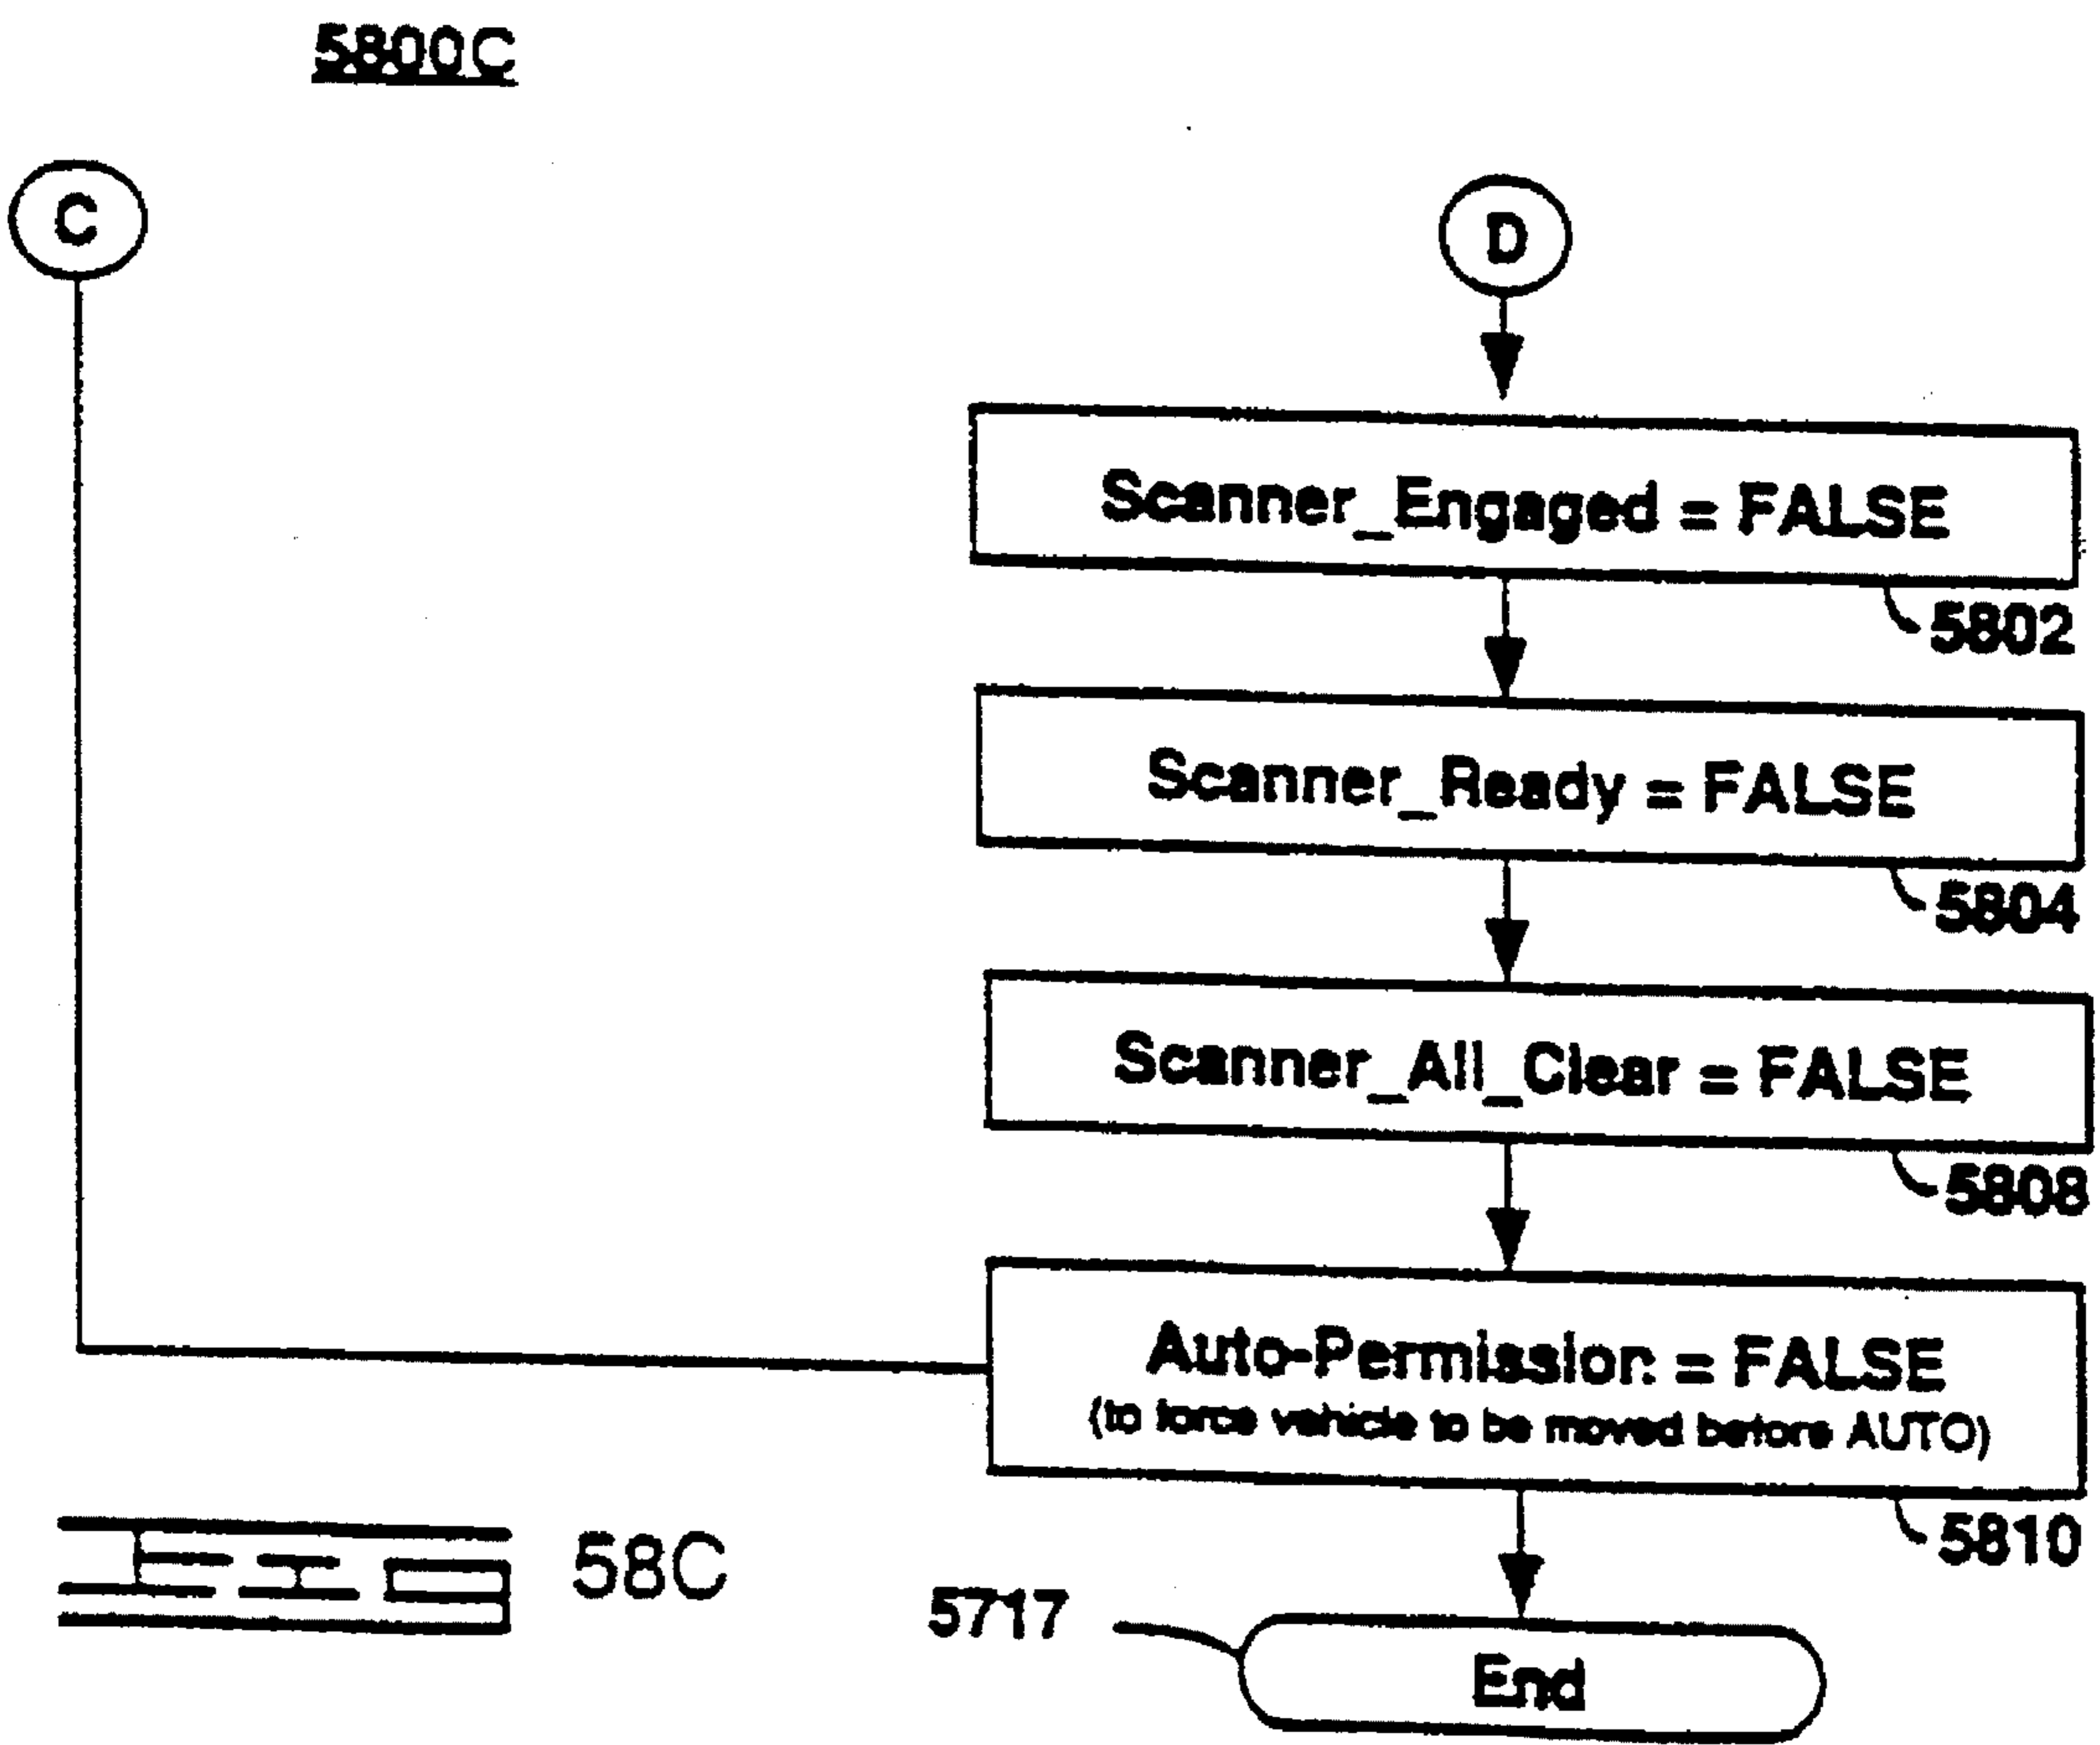 5800C
C
D
Scanner_Engaged = FALSE
5802
Scanner_Ready = FALSE
5804
Scanner_All_Clear = FALSE
5808
Auto-Permission = FALSE
(to force vehicle to be moved before AUTO)
5810
FIG 58C
5717
End